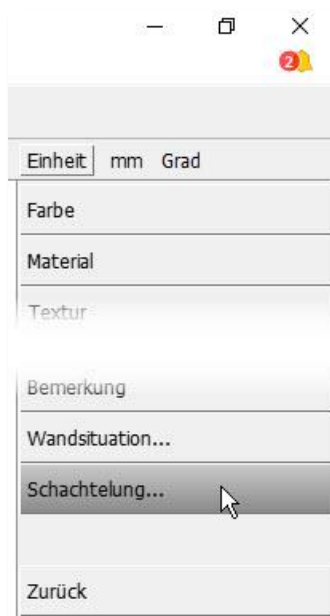 2
Einheit mm Grad
Farbe
Material
Textur
Bemerkung
Wandsituation...
Schachtelung...
Zurück